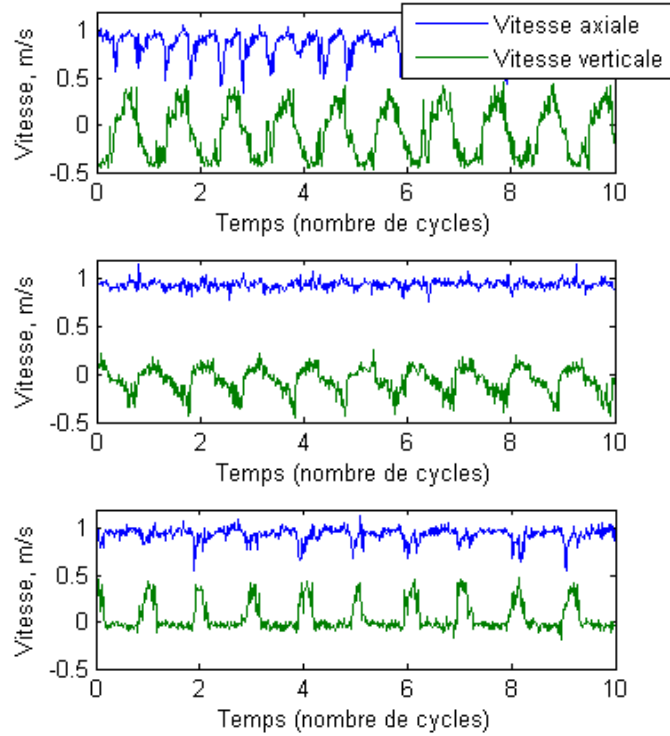 Vitesse axiale
Vitesse verticale
Vitesse, m/s
1
0.5
0
-0.5
0 2 4 6 8 10
Temps (nombre de cycles)
Vitesse, m/s
1
0.5
0
-0.5
0 2 4 6 8 10
Temps (nombre de cycles)
Vitesse, m/s
1
0.5
0
-0.5
0 2 4 6 8 10
Temps (nombre de cycles)